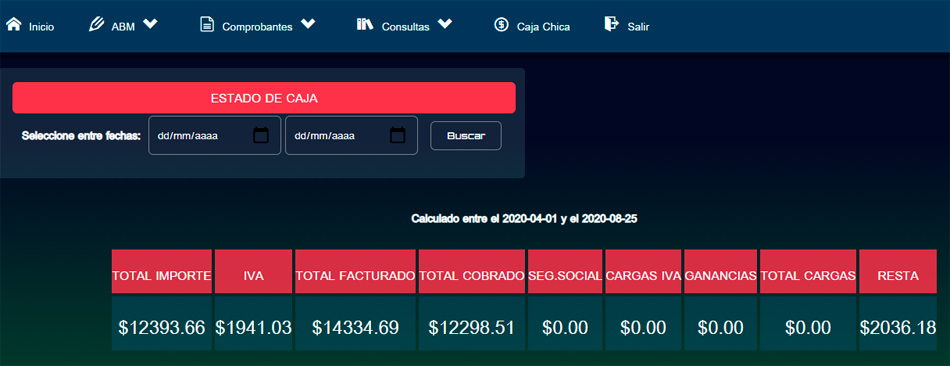 Inicio ABM Comprobantes Consultas Caja Chica Salir
ESTADO DE CAJA
Seleccione entre fechas: dd/mm/aaaa dd/mm/aaaa Buscar
Calculado entre el 2020-04-01 y el 2020-08-25
TOTAL IMPORTE IVA TOTAL FACTURADO TOTAL COBRADO SEG.SOCIAL CARGAS IVA GANANCIAS TOTAL CARGAS RESTA
$12393.66 $1941.03 $14334.69 $12298.51 $0.00 $0.00 $0.00 $0.00 $2036.18